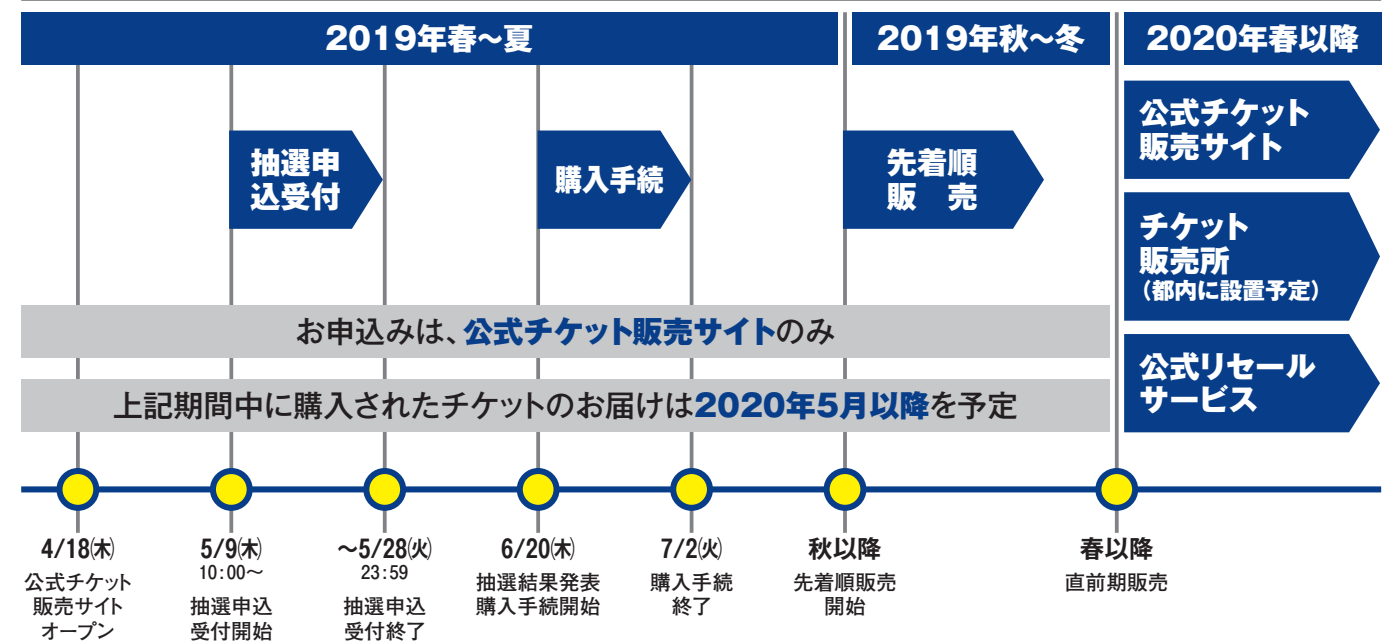 2019年春～夏
2019年秋～冬
2020年春以降
抽選申
込受付
購入手続
先着順
販　売
公式チケット
販売サイト
チケット
販売所
（都内に設置予定）
公式リセール
サービス
お申込みは、公式チケット販売サイトのみ
上記期間中に購入されたチケットのお届けは2020年5月以降を予定
4/18㈭
公式チケット
販売サイト
オープン
5/9㈭
10:00～
抽選申込
受付開始
～5/28㈫
23:59
抽選申込
受付終了
6/20㈭
抽選結果発表
購入手続開始
7/2㈫
購入手続
終了
秋以降
先着順販売
開始
春以降
直前期販売